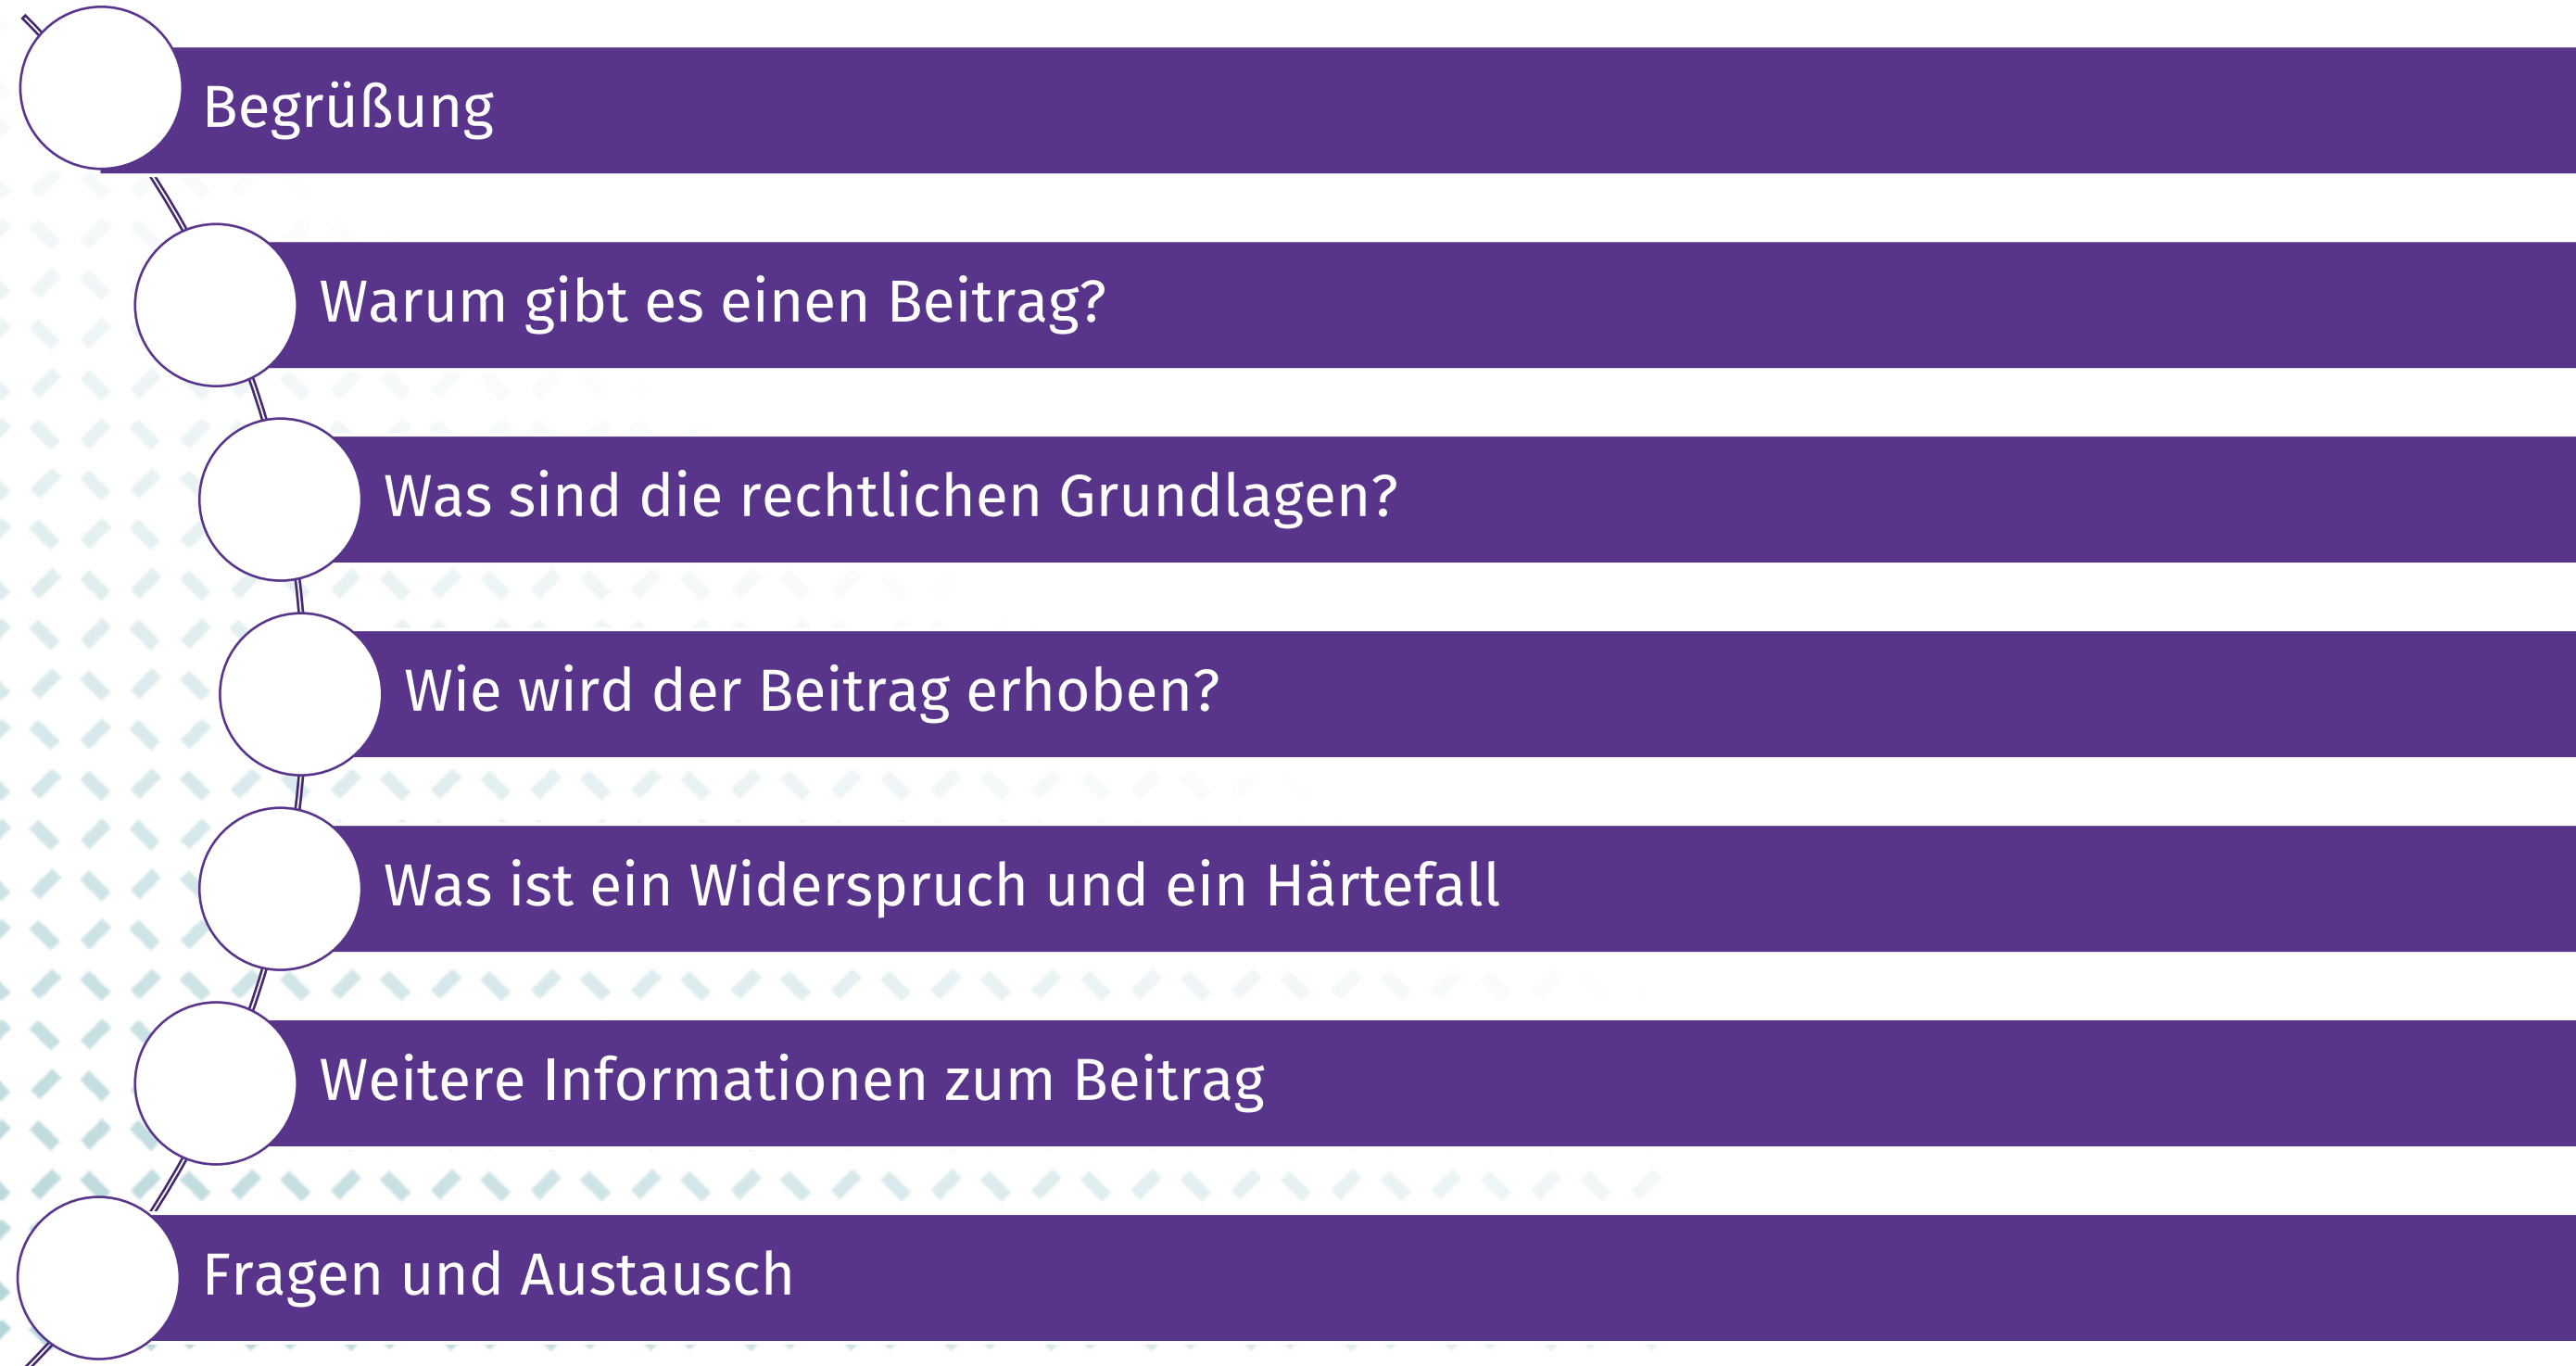 Begrüßung
Warum gibt es einen Beitrag?
Was sind die rechtlichen Grundlagen?
Wie wird der Beitrag erhoben?
Was ist ein Widerspruch und ein Härtefall
Weitere Informationen zum Beitrag
Fragen und Austausch